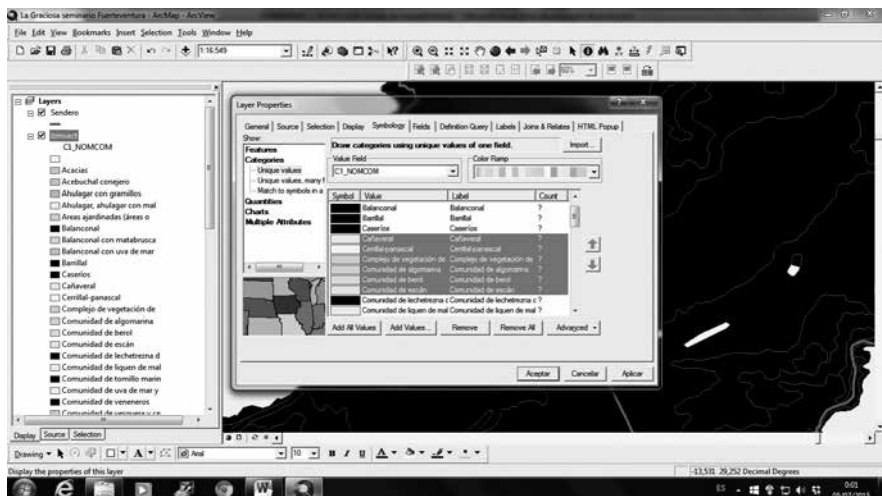 La Graciosa seminario Fuerteventura - ArcMap - ArcView
File Edit View Bookmarks Insert Selection Tools Window Help
1:16.549
Layers
Sendero
C1_NOMCOM
Acacias
Acebuchal conejero
Ahulagar con gramillos
Ahulagar, ahulagar con mal
Areas ajardinadas (áreas o
Balanconal
Balanconal con matabrusca
Balanconal con uva de mar
Barrillal
Caseríos
Cañaveral
Cerrillal-panascal
Complejo de vegetación de
Comunidad de algomarina
Comunidad de berol
Comunidad de escán
Comunidad de lechetrezna d
Comunidad de liquen de mal
Comunidad de tomillo marin
Comunidad de uva de mar y
Comunidad de veneneros
Display Source Selection
Layer Properties
General Source Selection Display Symbology Fields Definition Query Labels Joins & Relates HTML Popup
Show:
Features
Categories
Unique values
Unique values, many f
Match to symbols in a
Quantities
Charts
Multiple Attributes
Draw categories using unique values of one field.
Import...
Value Field
C1_NOMCOM
Color Ramp
Symbol Value Label Count
Balanconal Balanconal ?
Barrillal Barrillal ?
Caseríos Caseríos ?
Cañaveral Cañaveral ?
Cerrillal-panascal Cerrillal-panascal ?
Complejo de vegetación de Complejo de vegetación de ?
Comunidad de algomarina Comunidad de algomarina ?
Comunidad de berol Comunidad de berol ?
Comunidad de escán Comunidad de escán ?
Comunidad de lechetrezna c Comunidad de lechetrezna c ?
Comunidad de liquen de mal Comunidad de liquen de mal ?
Add All Values Add Values... Remove Remove All Advanced
Aceptar Cancelar Aplicar
Drawing A Arial 10 B I U A
Display the properties of this layer
-13,531 29,252 Decimal Degrees
ES 0:01